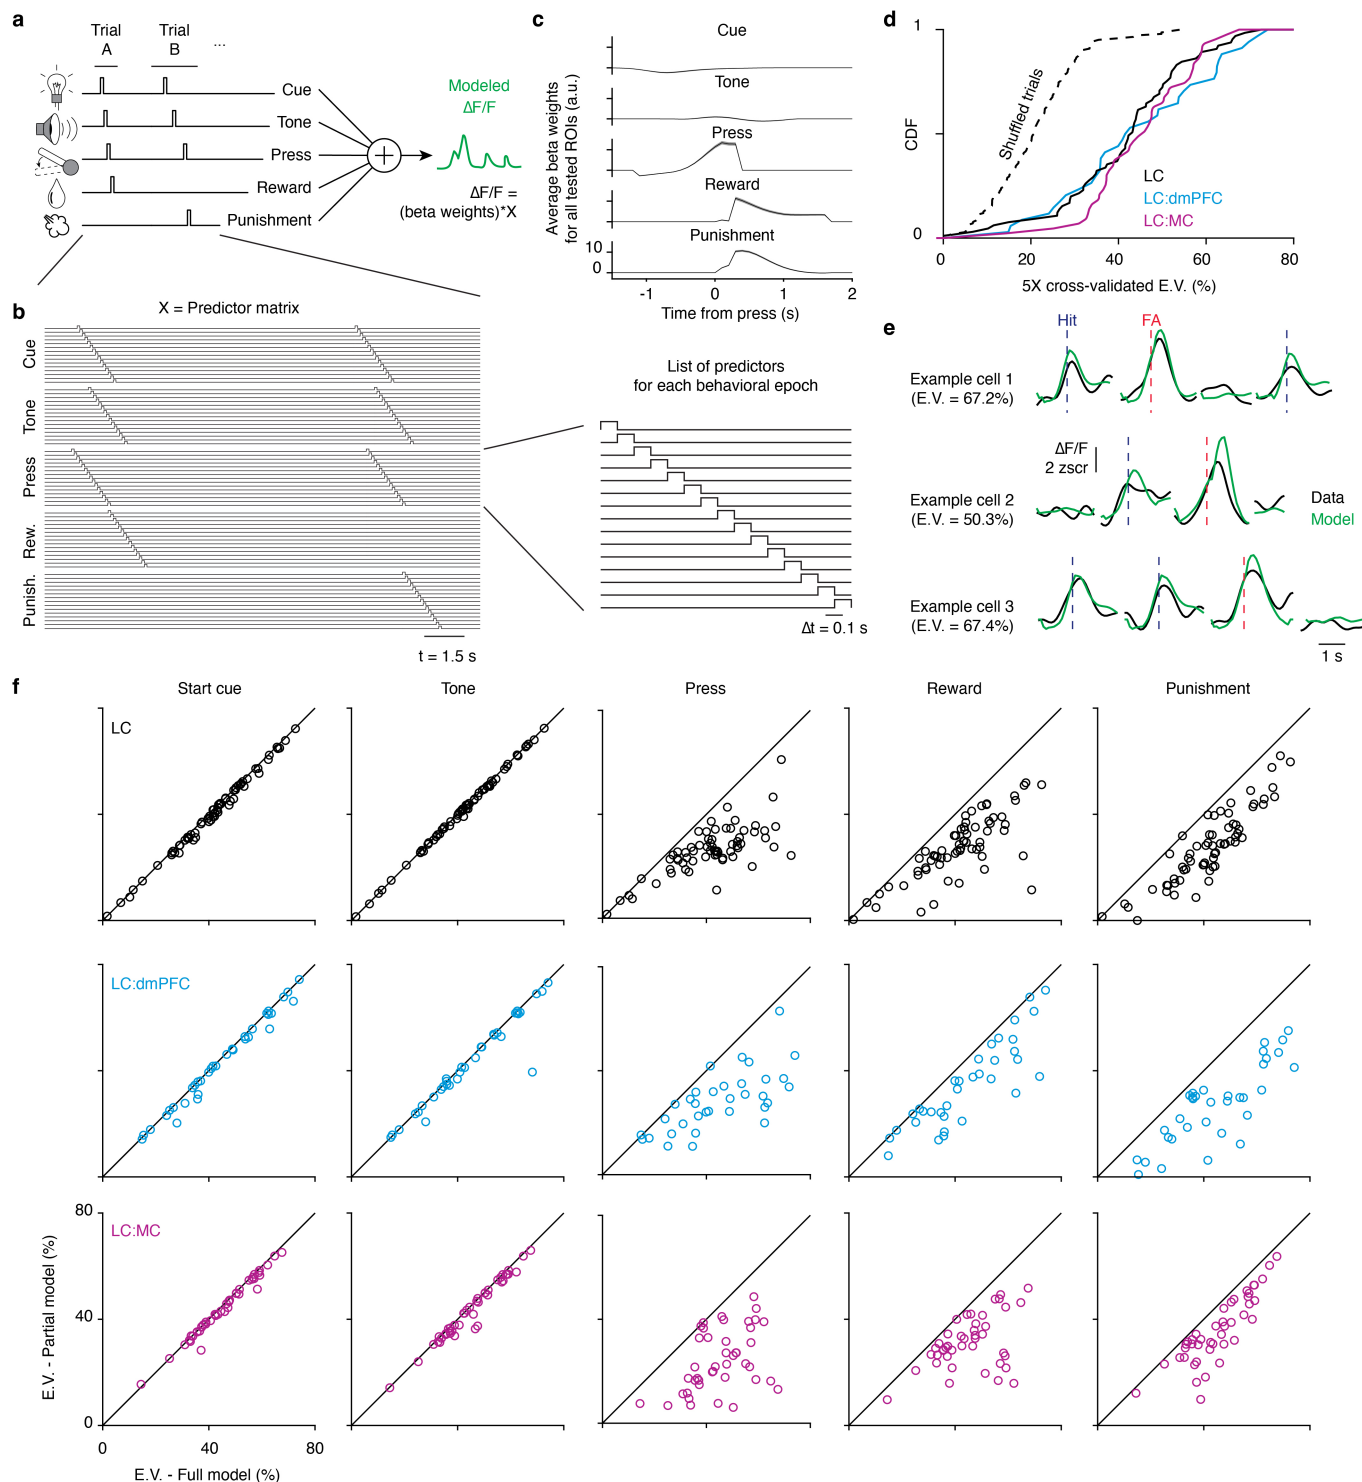 a
Trial
A
Trial
B
...
Cue
Tone
Press
Reward
Punishment
+
Modeled
ΔF/F
ΔF/F =
(beta weights)*X
b
X = Predictor matrix
Cue
Tone
Press
Rew.
Punish.
t = 1.5 s
List of predictors
for each behavioral epoch
Δt = 0.1 s
c
Average beta weights
for all tested ROIs (a.u.)
Cue
Tone
Press
Reward
Punishment
10
0
-1
0
1
2
Time from press (s)
d
CDF
1
0
Shuffled trials
LC
LC:dmPFC
LC:MC
0
20
40
60
80
5X cross-validated E.V. (%)
e
Hit
FA
Example cell 1
(E.V. = 67.2%)
ΔF/F
2 zscr
Example cell 2
(E.V. = 50.3%)
Data
Model
Example cell 3
(E.V. = 67.4%)
1 s
f
Start cue
Tone
Press
Reward
Punishment
LC
LC:dmPFC
LC:MC
80
40
0
E.V. - Partial model (%)
0
40
80
E.V. - Full model (%)